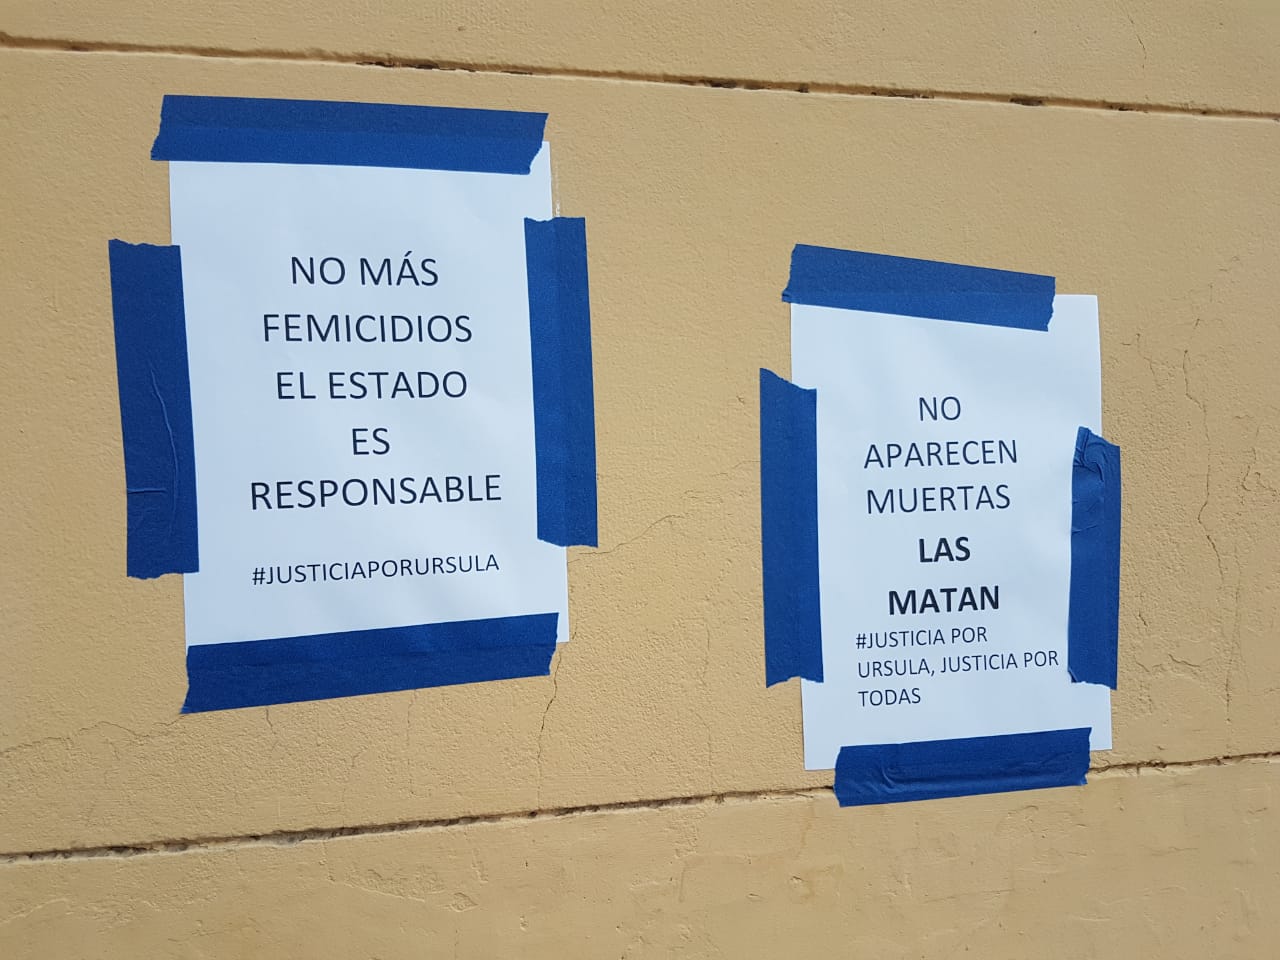 NO MÁS
FEMICIDIOS
EL ESTADO
ES
RESPONSABLE
#JUSTICIAPORURSULA
NO
APARECEN
MUERTAS
LAS
MATAN
#JUSTICIA POR
URSULA, JUSTICIA POR
TODAS